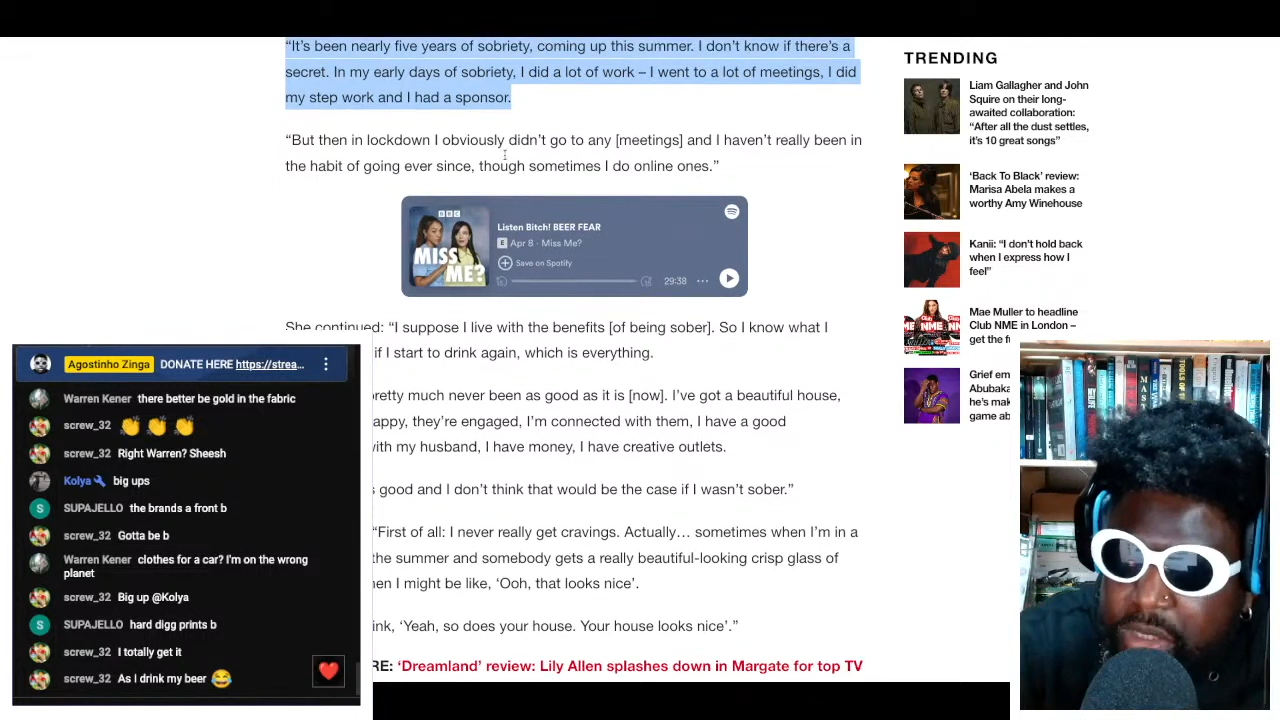 “It’s been nearly five years of sobriety, coming up this summer. I don’t know if there’s a
secret. In my early days of sobriety, I did a lot of work – I went to a lot of meetings, I did
my step work and I had a sponsor.
“But then in lockdown I obviously didn’t go to any [meetings] and I haven’t really been in
the habit of going ever since, though sometimes I do online ones.”
BBC
MISS
ME?
Listen Bitch! BEER FEAR
E Apr 8 · Miss Me?
Save on Spotify
15
15
29:38
She continued: “I suppose I live with the benefits [of being sober]. So I know what I
if I start to drink again, which is everything.
retty much never been as good as it is [now]. I’ve got a beautiful house,
appy, they’re engaged, I’m connected with them, I have a good
with my husband, I have money, I have creative outlets.
s good and I don’t think that would be the case if I wasn’t sober.”
“First of all: I never really get cravings. Actually… sometimes when I’m in a
he summer and somebody gets a really beautiful-looking crisp glass of
en I might be like, ‘Ooh, that looks nice’.
ink, ‘Yeah, so does your house. Your house looks nice’.”
RE: ‘Dreamland’ review: Lily Allen splashes down in Margate for top TV
TRENDING
Liam Gallagher and John
Squire on their long-
awaited collaboration:
“After all the dust settles,
it’s 10 great songs”
‘Back To Black’ review:
Marisa Abela makes a
worthy Amy Winehouse
Kanii: “I don’t hold back
when I express how I
feel”
Mae Muller to headline
Club NME in London –
get the f
Club
NME
Grief em
Abubaka
he’s mak
game ab
Agostinho Zinga DONATE HERE https://strea...
Warren Kener there better be gold in the fabric
screw_32 👏 👏 👏
screw_32 Right Warren? Sheesh
Kolya🔧 big ups
S SUPAJELLO the brands a front b
screw_32 Gotta be b
Warren Kener clothes for a car? I'm on the wrong
planet
screw_32 Big up @Kolya
S SUPAJELLO hard digg prints b
screw_32 I totally get it
screw_32 As I drink my beer 😂